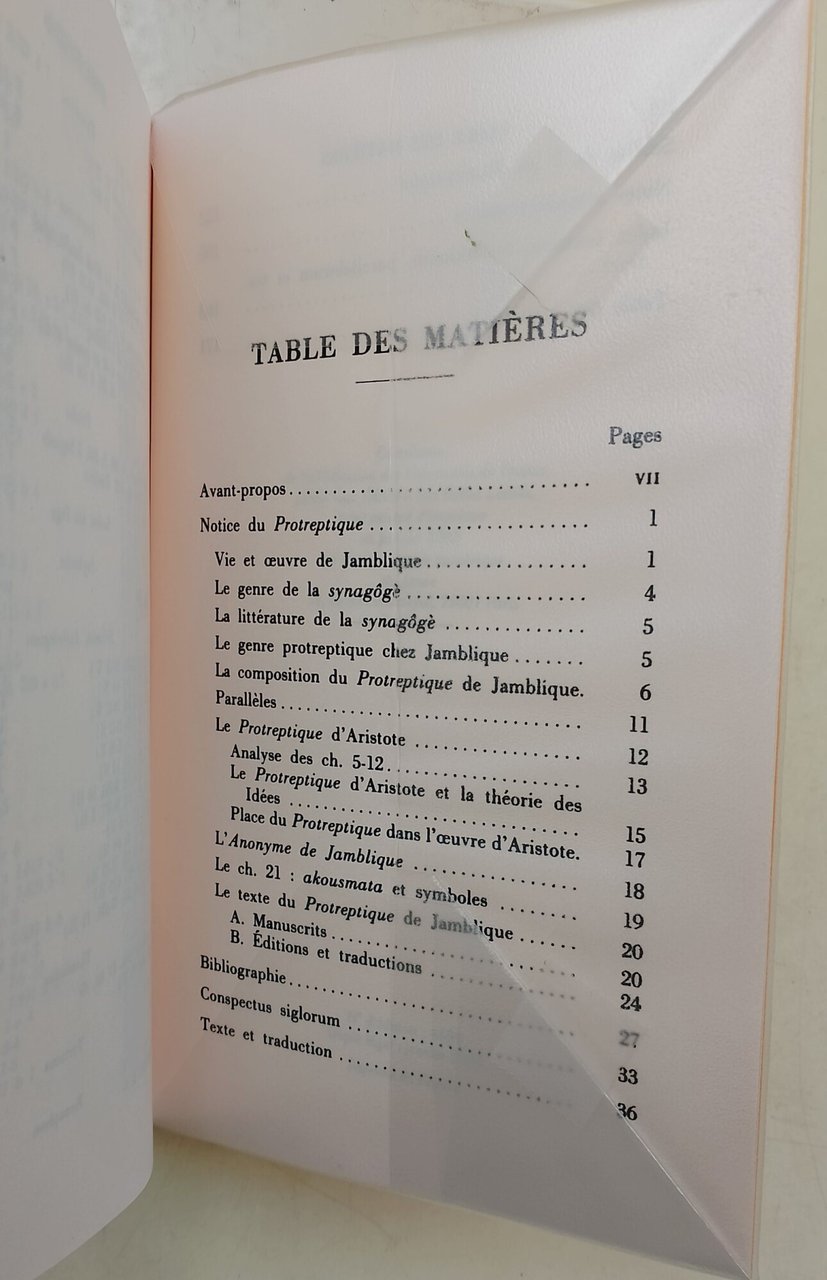 TABLE DES MATIÈRES
Pages
Avant-propos........................................ VII
Notice du Protreptique ........................ 1
Vie et œuvre de Jamblique................. 1
Le genre de la synagôgè ................... 4
La littérature de la synagôgè .............. 5
Le genre protreptique chez Jamblique ....... 5
La composition du Protreptique de Jamblique. 6
Parallèles.................................... 11
Le Protreptique d'Aristote .................. 12
Analyse des ch. 5-12...................... 13
Le Protreptique d'Aristote et la théorie des
Idées ................................... 15
Place du Protreptique dans l'œuvre d'Aristote. 17
L'Anonyme de Jamblique .................. 18
Le ch. 21 : akousmata et symboles ........ 19
Le texte du Protreptique de Jamblique ...... 20
A. Manuscrits ............................. 20
B. Éditions et traductions ................. 24
Bibliographie.................................. 27
Conspectus siglorum ......................... 33
Texte et traduction .......................... 36